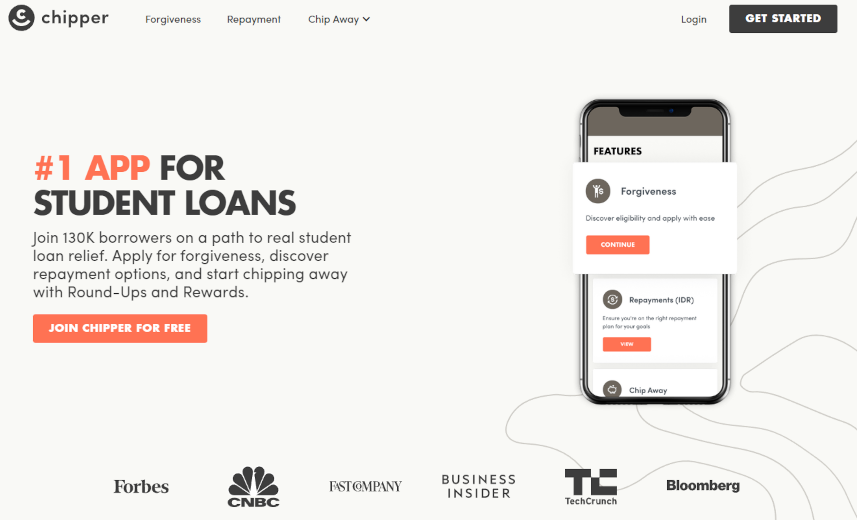 chipper
Forgiveness
Repayment
Chip Away
Login
GET STARTED
#1 APP FOR
STUDENT LOANS
Join 130K borrowers on a path to real student
loan relief. Apply for forgiveness, discover
repayment options, and start chipping away
with Round-Ups and Rewards.
JOIN CHIPPER FOR FREE
FEATURES
Forgiveness
Discover eligibility and apply with ease
CONTINUE
Repayments (IDR)
Ensure you're on the right repayment
plan for your goals
VIEW
Chip Away
Forbes
CNBC
FAST COMPANY
BUSINESS
INSIDER
TC
TechCrunch
Bloomberg